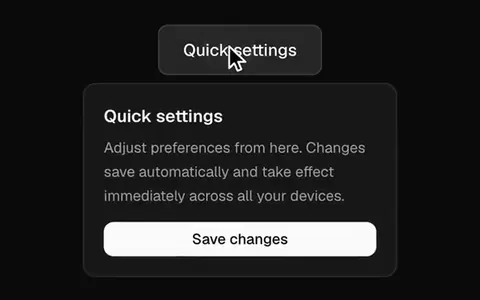 Quick settings
Quick settings
Adjust preferences from here. Changes
save automatically and take effect
immediately across all your devices.
Save changes